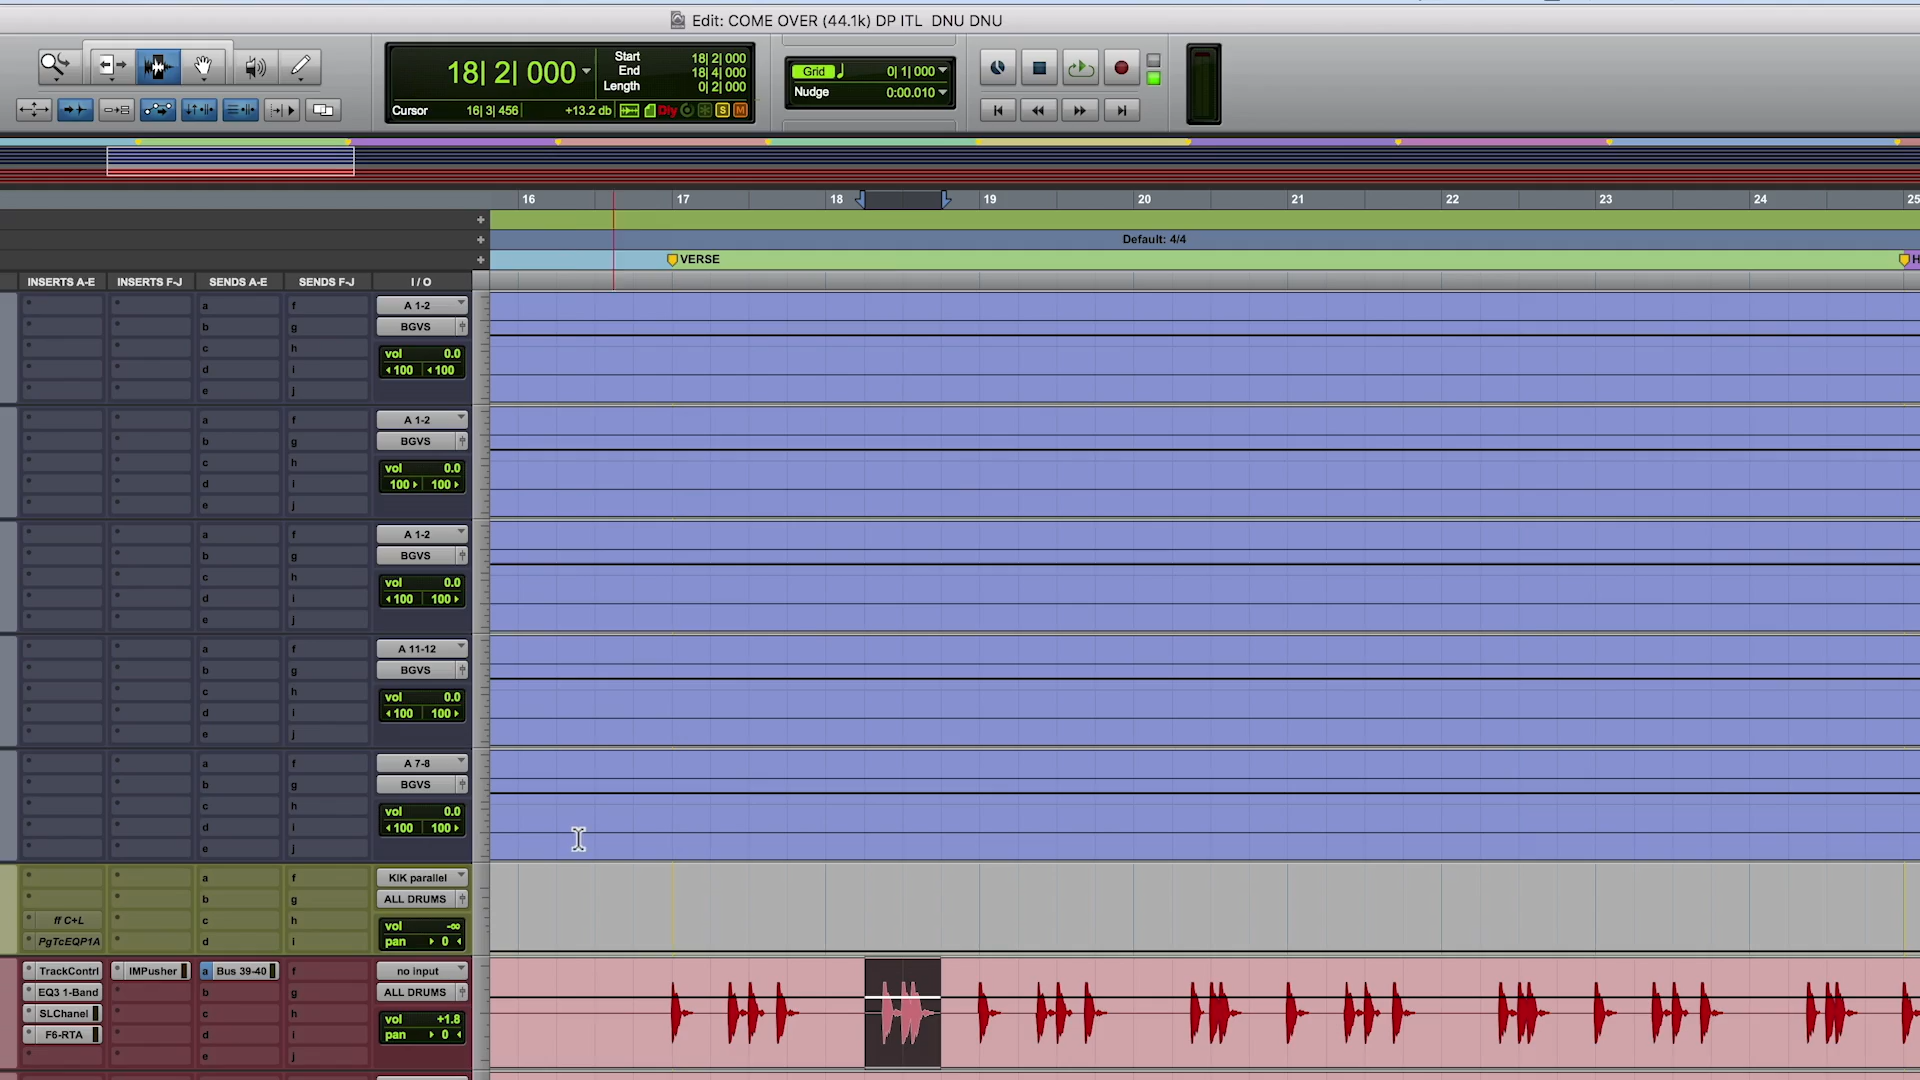 Edit: COME OVER (44.1k) DP ITL  DNU DNU
18| 2| 000
Start 18| 2| 000
End 18| 4| 000
Length 0| 2| 000
Cursor 16| 3| 456 +13.2 db Dly S M
Grid 0| 1| 000
Nudge 0:00.010
16 17 18 19 20 21 22 23 24 25
Default: 4/4
VERSE H
INSERTS A-E INSERTS F-J SENDS A-E SENDS F-J I / O
a f A 1-2
b g BGVS
c h vol 0.0
d i 100 100
e j
a f A 1-2
b g BGVS
c h vol 0.0
d i 100 100
e j
a f A 1-2
b g BGVS
c h vol 0.0
d i 100 100
e j
a f A 11-12
b g BGVS
c h vol 0.0
d i 100 100
e j
a f A 7-8
b g BGVS
c h vol 0.0
d i 100 100
e j
a f KIK parallel
b g ALL DRUMS
ff C+L c h vol -∞
PgTcEQP1A d i pan 0
TrackContrl IMPusher a Bus 39-40 f no input
EQ3 1-Band b g ALL DRUMS
SLChanel c h vol +1.8
F6-RTA d i pan 0
e j